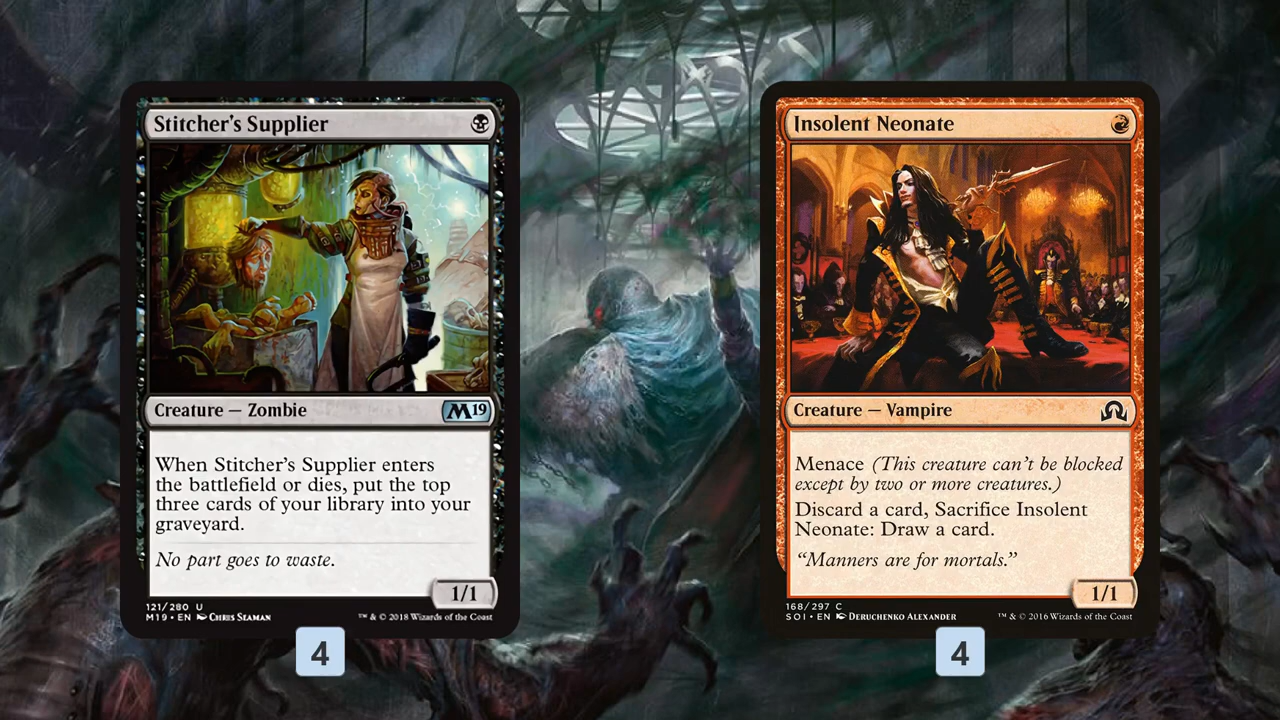 Stitcher's Supplier
Creature — Zombie
M19
When Stitcher's Supplier enters
the battlefield or dies, put the top
three cards of your library into your
graveyard.
No part goes to waste.
1/1
121/280 U
M19 • EN Chris Seaman
™ & © 2018 Wizards of the Coast
4
Insolent Neonate
Creature — Vampire
Menace (This creature can't be blocked
except by two or more creatures.)
Discard a card, Sacrifice Insolent
Neonate: Draw a card.
“Manners are for mortals.”
1/1
168/297 C
SOI • EN Deruchenko Alexander
™ & © 2016 Wizards of the Coast
4